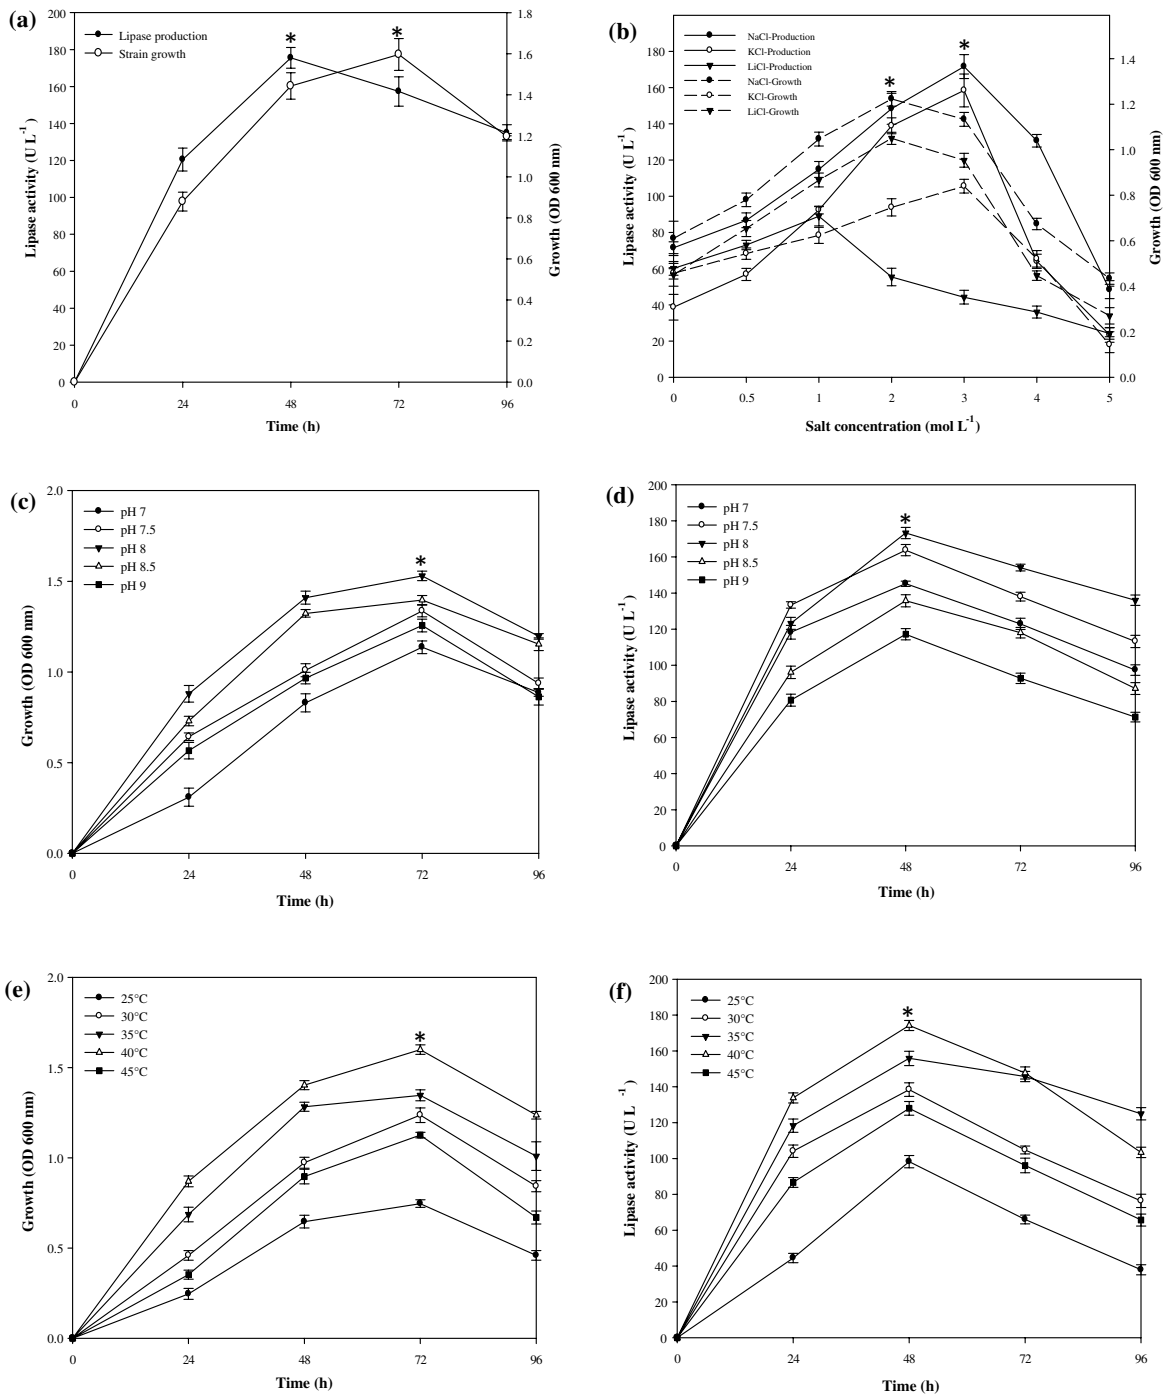 (a)
Lipase production
Strain growth
*
*
Lipase activity (U L⁻¹)
200
180
160
140
120
100
80
60
40
20
0
1.8
1.6
1.4
1.2
1.0
0.8
0.6
0.4
0.2
0.0
Growth (OD 600 nm)
0 24 48 72 96
Time (h)
(b)
NaCl-Production
KCl-Production
LiCl-Production
NaCl-Growth
KCl-Growth
LiCl-Growth
*
*
Lipase activity (U L⁻¹)
180
160
140
120
100
80
60
40
20
0
1.4
1.2
1.0
0.8
0.6
0.4
0.2
0.0
Growth (OD 600 nm)
0 0.5 1 2 3 4 5
Salt concentration (mol L⁻¹)
(c)
pH 7
pH 7.5
pH 8
pH 8.5
pH 9
*
Growth (OD 600 nm)
2.0
1.5
1.0
0.5
0.0
0 24 48 72 96
Time (h)
(d)
pH 7
pH 7.5
pH 8
pH 8.5
pH 9
*
Lipase activity (U L⁻¹)
200
180
160
140
120
100
80
60
40
20
0
0 24 48 72 96
Time (h)
(e)
25°C
30°C
35°C
40°C
45°C
*
Growth (OD 600 nm)
2.0
1.5
1.0
0.5
0.0
0 24 48 72 96
Time (h)
(f)
25°C
30°C
35°C
40°C
45°C
*
Lipase activity (U L⁻¹)
200
180
160
140
120
100
80
60
40
20
0
0 24 48 72 96
Time (h)